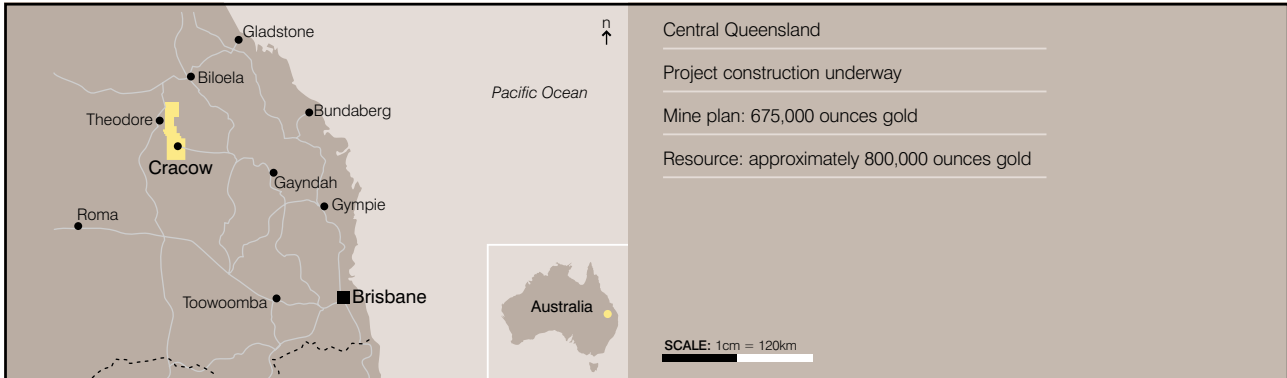 Gladstone
n
Biloela
Pacific Ocean
Bundaberg
Theodore
Cracow
Gayndah
Gympie
Roma
Toowoomba
Brisbane
Australia
Central Queensland
Project construction underway
Mine plan: 675,000 ounces gold
Resource: approximately 800,000 ounces gold
SCALE: 1cm = 120km